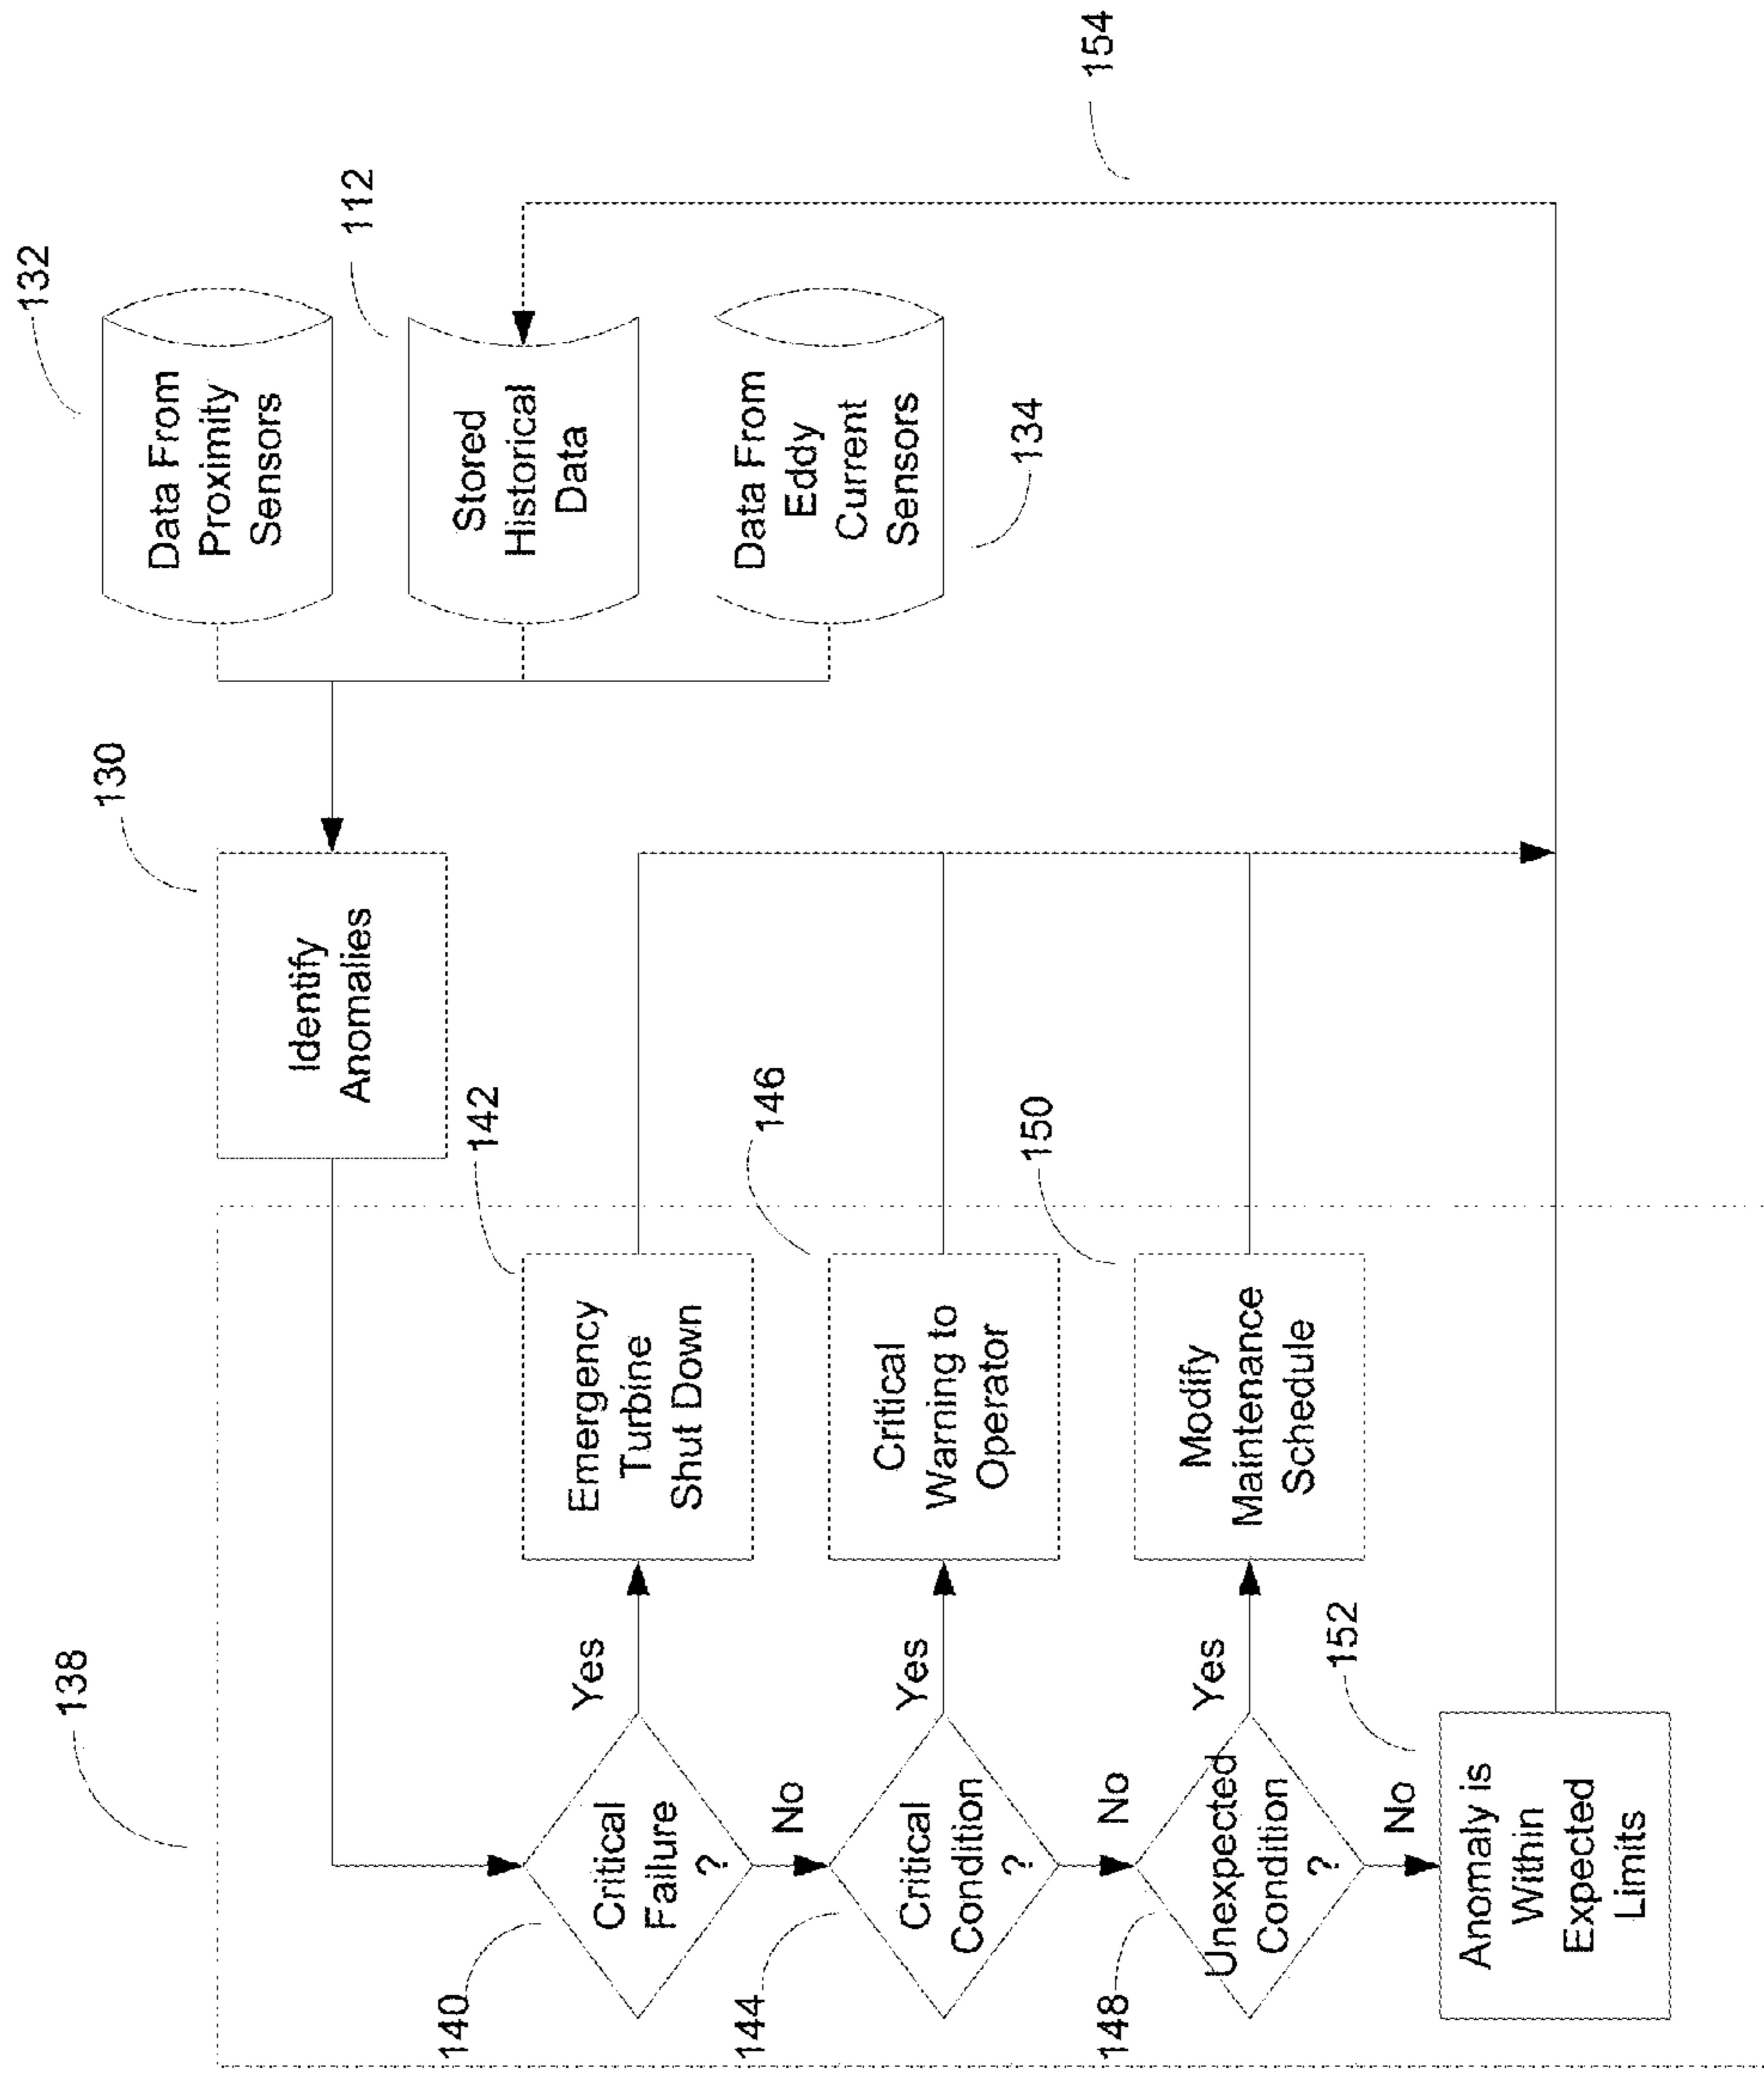 138
140
Critical
Failure
?
Yes
No
142
Emergency
Turbine
Shut Down
144
Critical
Condition
?
Yes
No
146
Critical
Warning to
Operator
148
Unexpected
Condition
?
Yes
No
150
Modify
Maintenance
Schedule
152
Anomaly is
Within
Expected
Limits
130
Identify
Anomalies
132
Data From
Proximity
Sensors
112
Stored
Historical
Data
134
Data From
Eddy
Current
Sensors
154